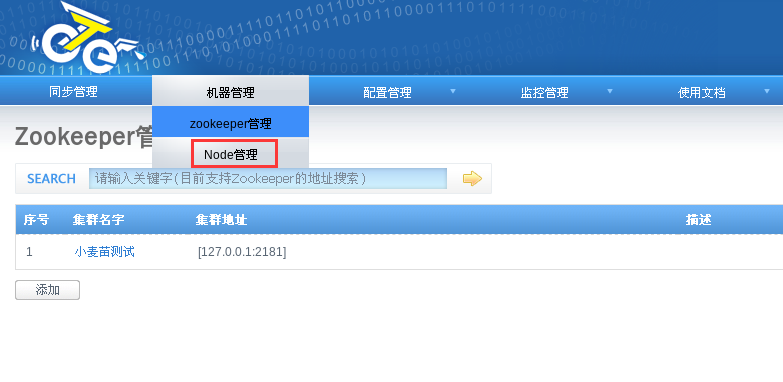 eTe
同步管理 机器管理 配置管理 监控管理 使用文档
zookeeper管理
Zookeeper管
Node管理
SEARCH 请输入关键字(目前支持Zookeeper的地址搜索)
序号 集群名字 集群地址 描述
1 小麦苗测试 [127.0.0.1:2181]
添加